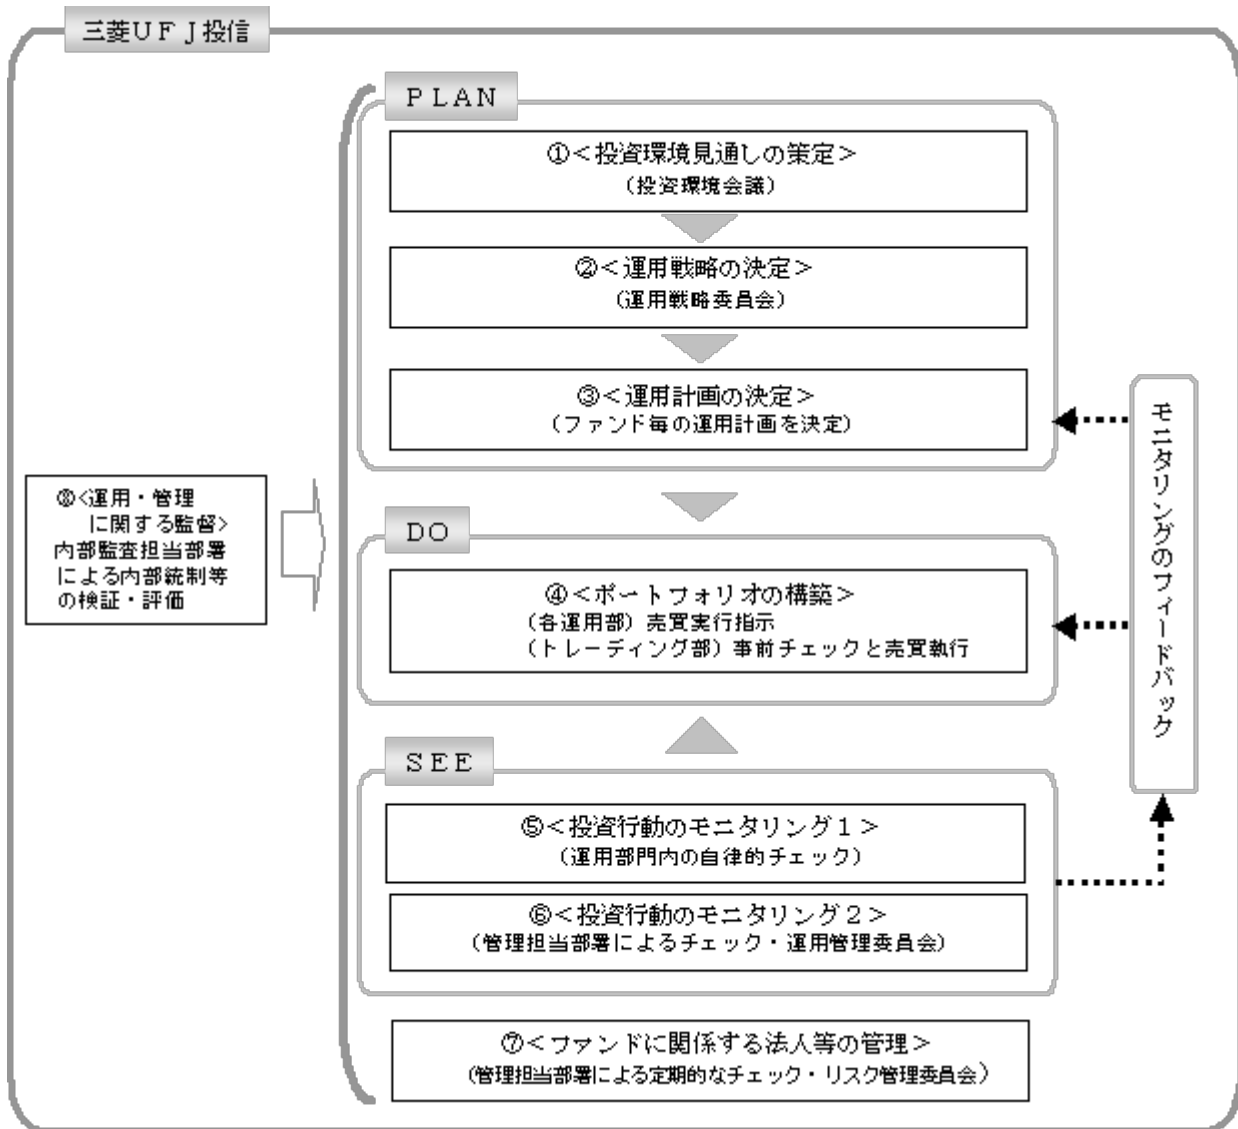 三菱ＵＦＪ投信
ＰＬＡＮ
①＜投資環境見通しの策定＞
（投資環境会議）
②＜運用戦略の決定＞
（運用戦略委員会）
③＜運用計画の決定＞
（ファンド毎の運用計画を決定）
⑧＜運用・管理
に関する監督＞
内部監査担当部署
による内部統制等
の検証・評価
ＤＯ
④＜ポートフォリオの構築＞
（各運用部）売買実行指示
（トレーディング部）事前チェックと売買執行
モニタリングのフィードバック
ＳＥＥ
⑤＜投資行動のモニタリング１＞
（運用部門内の自律的チェック）
⑥＜投資行動のモニタリング２＞
（管理担当部署によるチェック・運用管理委員会）
⑦＜ファンドに関係する法人等の管理＞
（管理担当部署による定期的なチェック・リスク管理委員会）